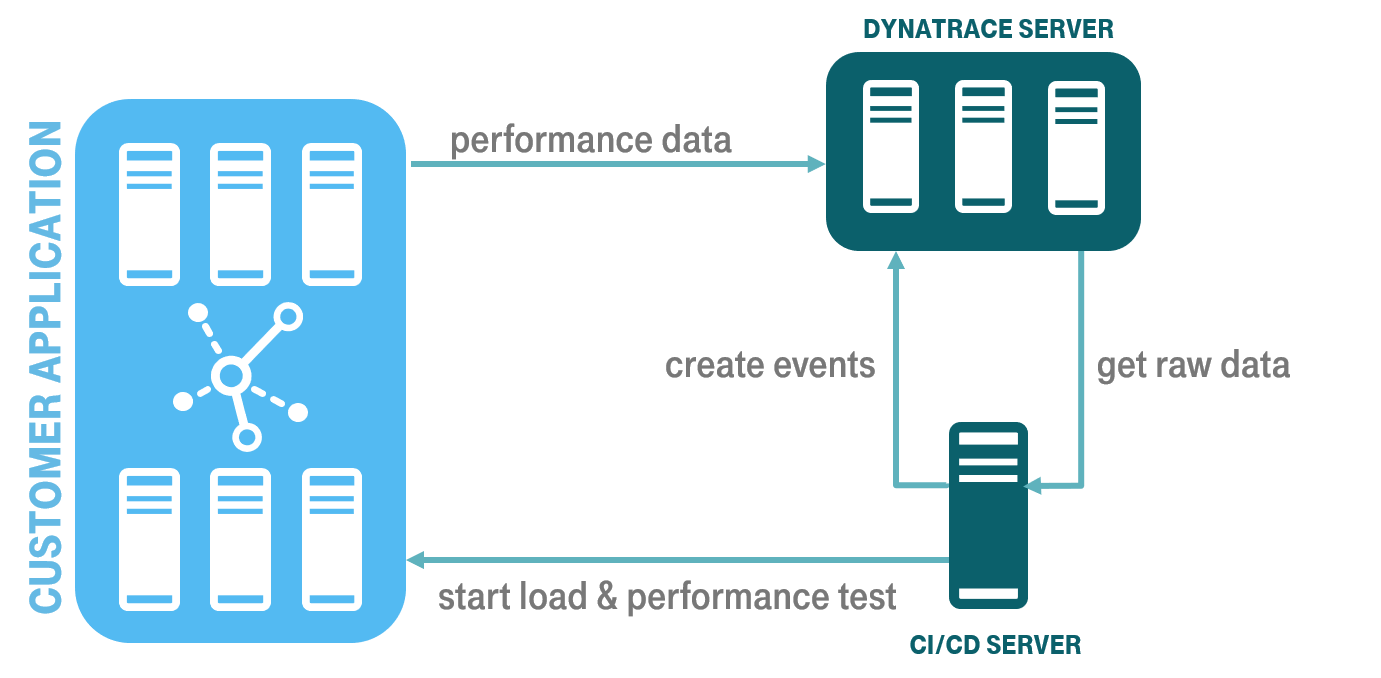 DYNATRACE SERVER
CUSTOMER APPLICATION
performance data
create events
get raw data
start load & performance test
CI/CD SERVER